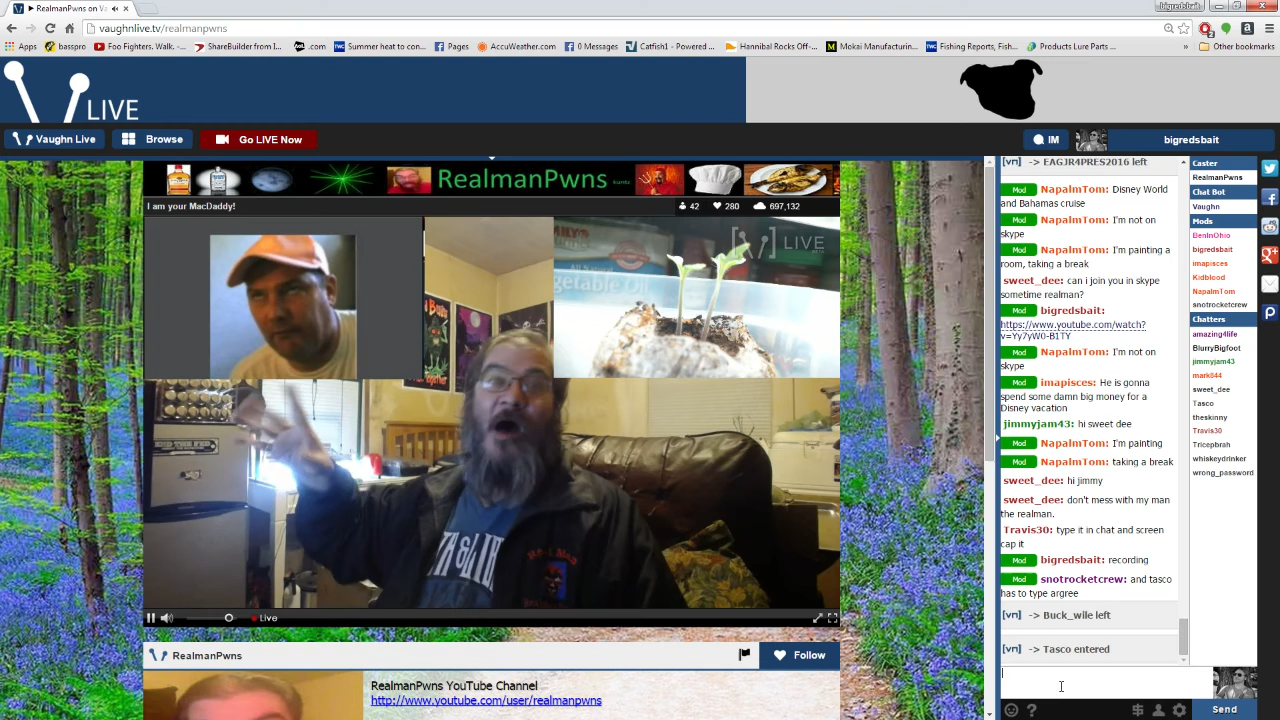 RealmanPwns on Va
bigredsbait
vaughnlive.tv/realmanpwns
Apps
basspro
Foo Fighters. Walk. -...
ShareBuilder from I...
AOL .com
TWC Summer heat to con...
Pages
AccuWeather.com
0 Messages
Catfish1 - Powered ...
Hannibal Rocks Off-...
Mokai Manufacturin...
TWC Fishing Reports, Fis...
Products Lure Parts ...
»
Other bookmarks
LIVE
Vaughn Live
Browse
Go LIVE Now
IM
bigredsbait
RealmanPwns
I am your MacDaddy!
42
280
697,132
LIVE
Live
RealmanPwns
Follow
RealmanPwns YouTube Channel
http://www.youtube.com/user/realmanpwns
[vn] -> EAGJR4PRES2016 left
Mod NapalmTom: Disney World
and Bahamas cruise
Mod NapalmTom: I'm not on
skype
Mod NapalmTom: I'm painting a
room, taking a break
sweet_dee: can i join you in skype
sometime realman?
Mod bigredsbait:
https://www.youtube.com/watch?
v=Yy7yW0-B1TY
Mod NapalmTom: I'm not on
skype
Mod imapisces: He is gonna
spend some damn big money for a
Disney vacation
jimmyjam43: hi sweet dee
Mod NapalmTom: I'm painting
Mod NapalmTom: taking a break
sweet_dee: hi jimmy
sweet_dee: don't mess with my man
the realman.
Travis30: type it in chat and screen
cap it
Mod bigredsbait: recording
Mod snotrocketcrew: and tasco
has to type argree
[vn] -> Buck_wile left
[vn] -> Tasco entered
Send
Caster
RealmanPwns
Chat Bot
Vaughn
Mods
BenInOhio
bigredsbait
imapisces
Kidblood
NapalmTom
snotrocketcrew
Chatters
amazing4life
BlurryBigfoot
jimmyjam43
mark844
sweet_dee
Tasco
theskinny
Travis30
Tricepbrah
whiskeydrinker
wrong_password